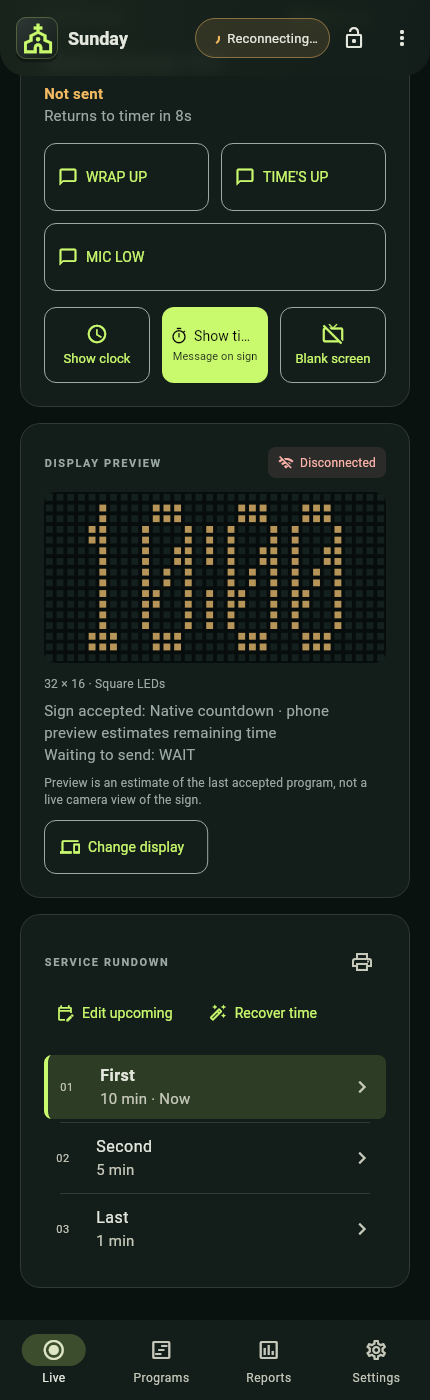 Sunday
Reconnecting…
Not sent
Returns to timer in 8s
WRAP UP
TIME'S UP
MIC LOW
Show clock
Show ti…
Message on sign
Blank screen
DISPLAY PREVIEW
Disconnected
10:00
32 × 16 · Square LEDs
Sign accepted: Native countdown · phone
preview estimates remaining time
Waiting to send: WAIT
Preview is an estimate of the last accepted program, not a
live camera view of the sign.
Change display
SERVICE RUNDOWN
Edit upcoming
Recover time
01
First
10 min · Now
02
Second
5 min
03
Last
1 min
Live
Programs
Reports
Settings